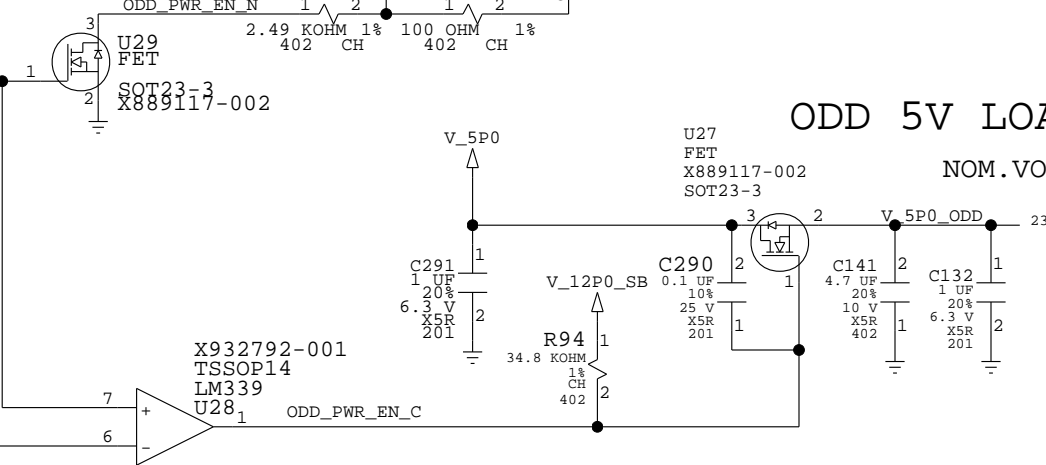 ODD_PWR_EN_N
1 2
1 2
2.49 KOHM 1%
402 CH
100 OHM 1%
402 CH
3
1
2
U29
FET
SOT23-3
X889117-002
ODD 5V LOA
NOM.VO
V_5P0
U27
FET
X889117-002
SOT23-3
3
2
1
V_5P0_ODD
23
C291
1 UF
20%
6.3 V
X5R
201
1
2
V_12P0_SB
R94
34.8 KOHM
1%
CH
402
1
2
C290
0.1 UF
10%
25 V
X5R
201
2
1
C141
4.7 UF
20%
10 V
X5R
402
2
1
C132
1 UF
20%
6.3 V
X5R
201
1
2
X932792-001
TSSOP14
LM339
U28
7
+
6
-
1
ODD_PWR_EN_C